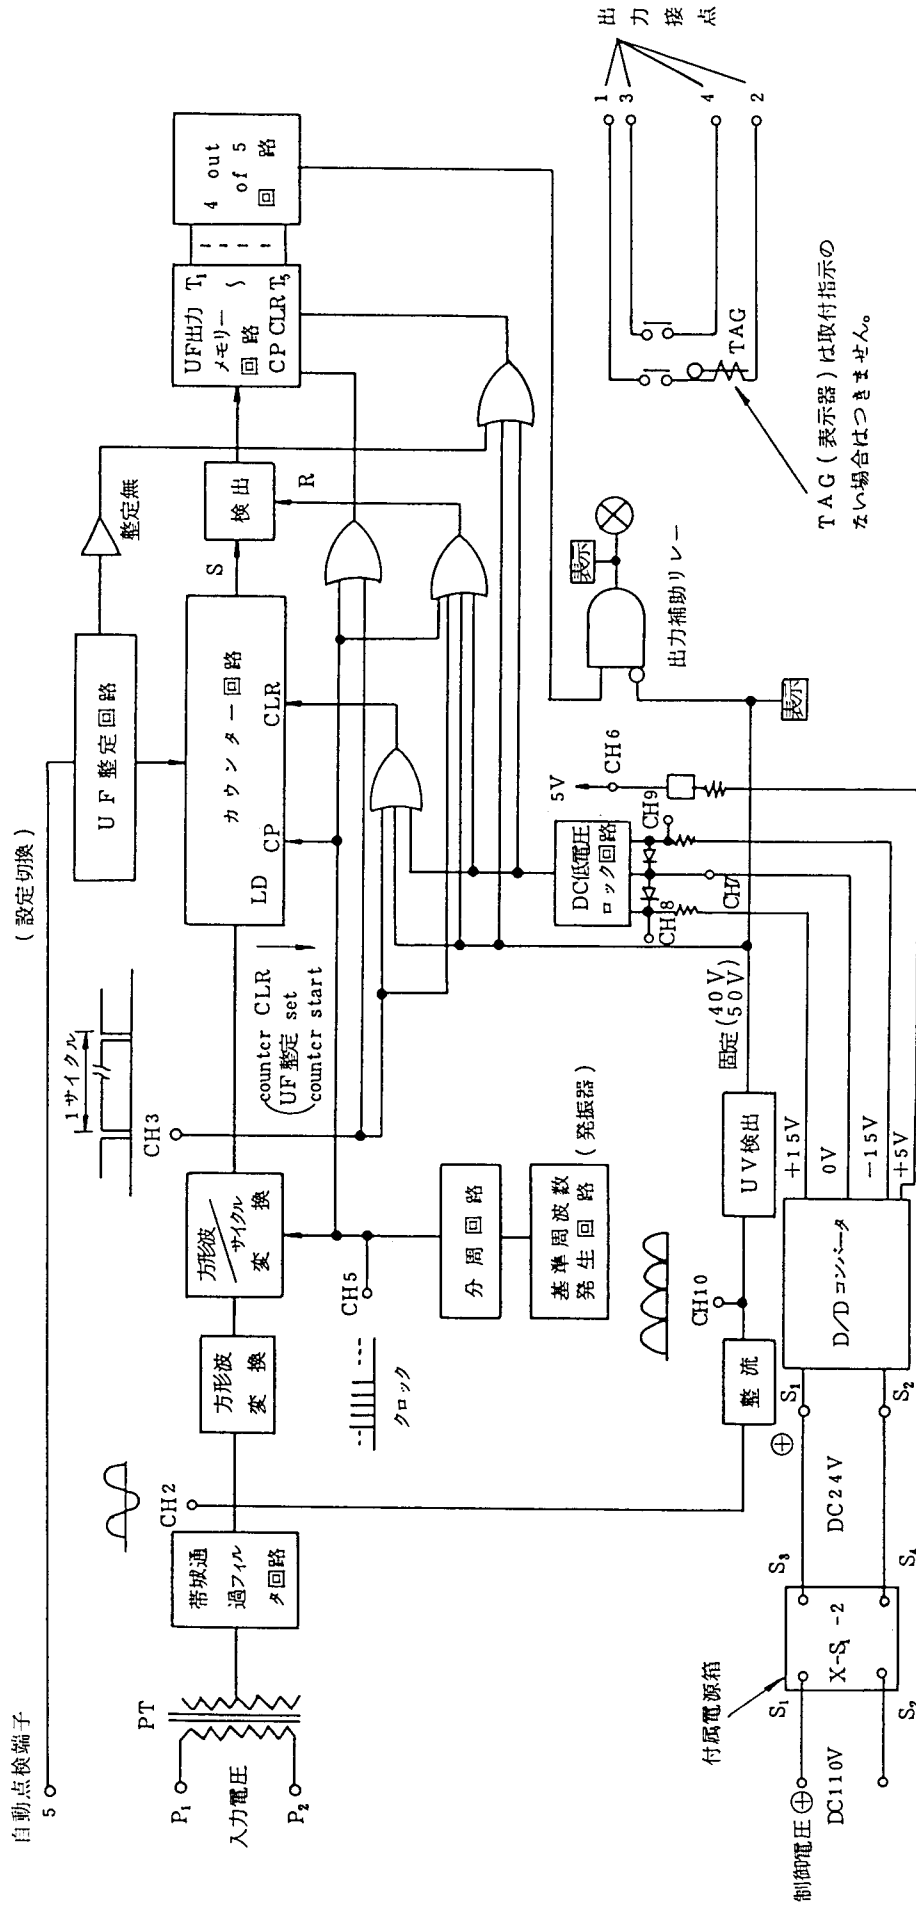 自動点検端子
5
(設定切換)
UF整定回路
整定無
1サイクル
CH3
CH2
PT
P₁
入力電圧
P₂
帯城通
過フィル
タ回路
方形波
変 換
方形波
サイクル
変 換
counter CLR
UF整定 set
counter start
カウンター回路
LD
CP
CLR
S
検出
R
UF出力
メモリー
回路
T₁
〜
T₅
CP CLR
4 out
of 5
回 路
CH5
クロック
分周回路
基準周波数
発生回路
(発振器)
CH10
整流
UV検出
固定(40V
50V)
DC低電圧
ロック回路
CH8
CH7
CH9
5V
CH6
表示
表示
出力補助リレー
出力接点
1
3
4
2
TAG
TAG(表示器)は取付指示の
ない場合はつきません。
制御電圧⊕
DC110V
付属電源箱
S₁
S₂
X-S₁-2
S₃
S₄
⊕
DC24V
S₁
S₂
D/Dコンバータ
+15V
0V
-15V
+5V